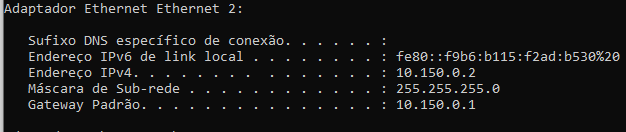 Adaptador Ethernet Ethernet 2:
Sufixo DNS específico de conexão. . . . . . :
Endereço IPv6 de link local . . . . . . . . : fe80::f9b6:b115:f2ad:b530%20
Endereço IPv4. . . . . . . .  . . . . . . . : 10.150.0.2
Máscara de Sub-rede . . . . . . . . . . . . : 255.255.255.0
Gateway Padrão. . . . . . . . . . . . . . . : 10.150.0.1